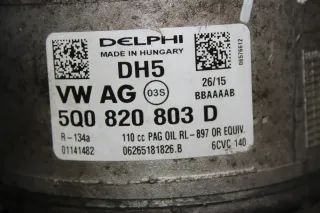 DELPHI
MADE IN HUNGARY
DH5
VW AG 03S 26/15
BBAAAAB
5Q0 820 803 D
R-134a 110 cc PAG OIL RL-897 OR EQUIV.
01141482 06265181826.B 6CVC 140
06576612